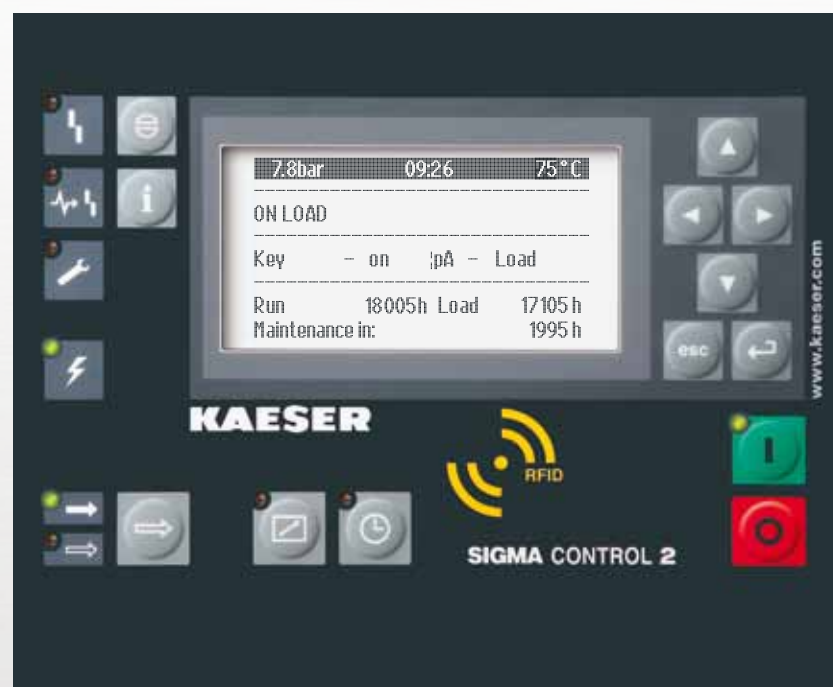 7.8bar 09:26 75°C
ON LOAD
Key - on ¦pA - Load
Run 18005h Load 17105 h
Maintenance in: 1995 h
esc
www.kaeser.com
KAESER
RFID
I
O
SIGMA CONTROL 2
i